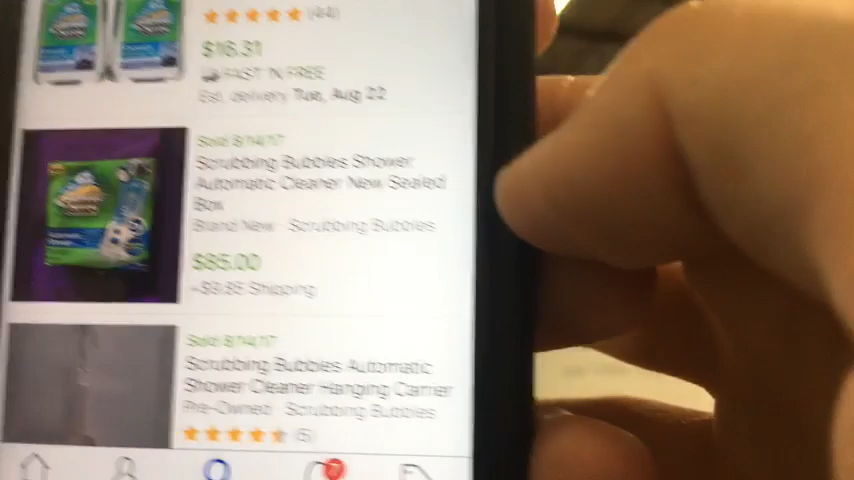 (44)
$16.31
FAST 'N FREE
Est. delivery Tue, Aug 22
Sold 8/14/17
Scrubbing Bubbles Shower
Automatic Cleaner New Sealed
Box
Brand New · Scrubbing Bubbles
$85.00
+$9.85 Shipping
Sold 8/14/17
Scrubbing Bubbles Automatic
Shower Cleaner Hanging Carrier
Pre-Owned · Scrubbing Bubbles
(5)